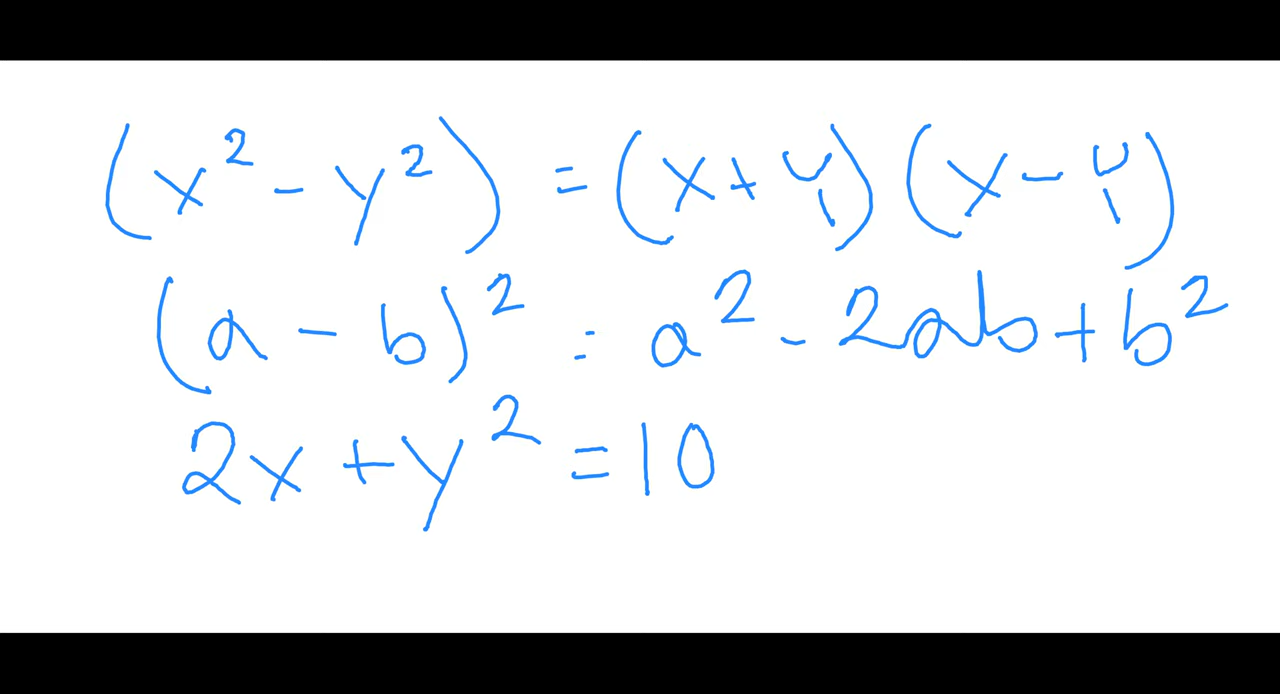 (x² - y²) = (x+y)(x-y)
(a - b)² = a² - 2ab + b²
2x + y² = 10